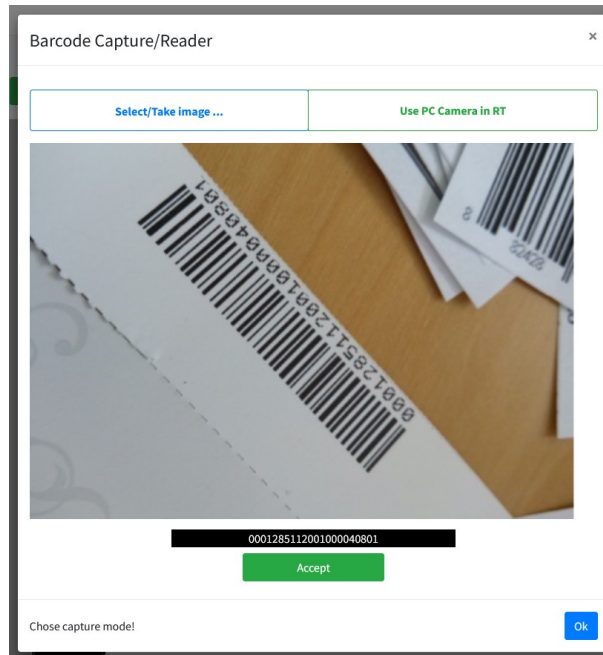 Barcode Capture/Reader
×
Select/Take image ...
Use PC Camera in RT
0001285112001000040801
0001285112001000040801
Accept
Chose capture mode!
Ok